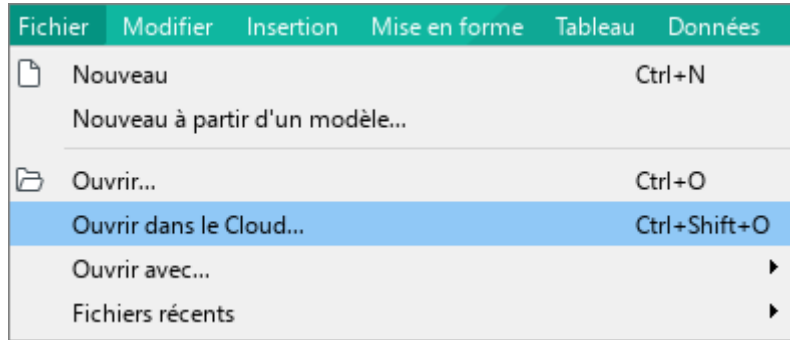 Fichier Modifier Insertion Mise en forme Tableau Données
Nouveau Ctrl+N
Nouveau à partir d'un modèle...
Ouvrir... Ctrl+O
Ouvrir dans le Cloud... Ctrl+Shift+O
Ouvrir avec...
Fichiers récents